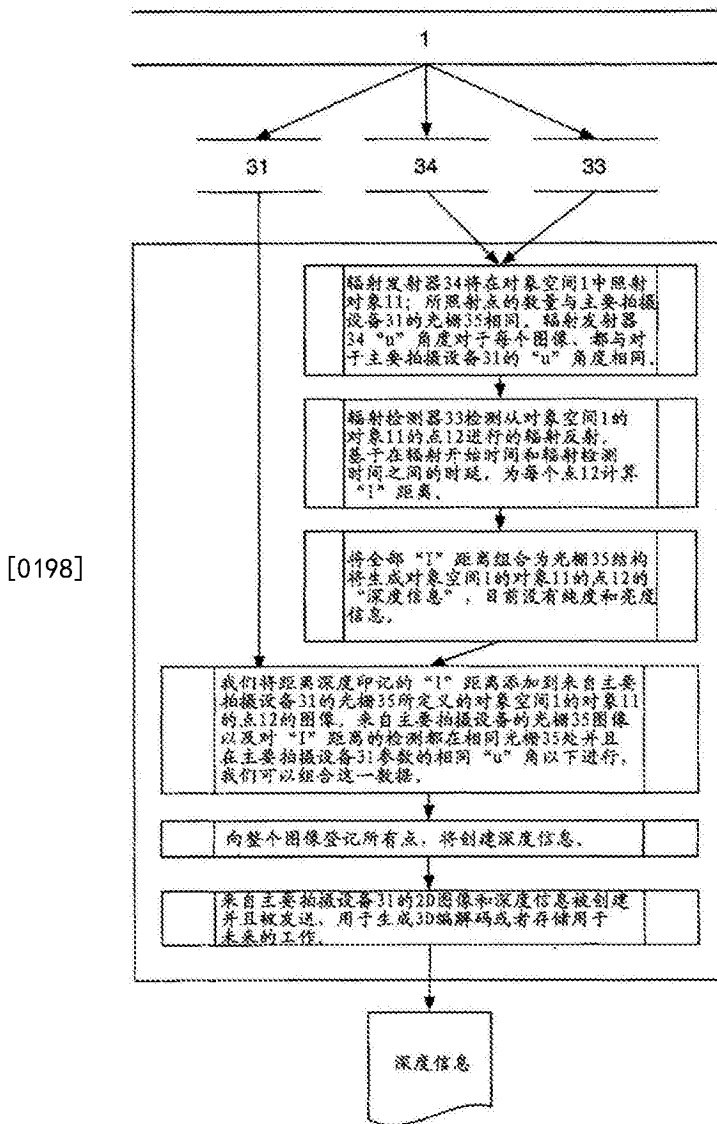 1
31
34
33
辐射发射器34将在对象空间1中照射
对象11；所照射点的数量与主要拍摄
设备31的光栅35相同。辐射发射器
34“u”角度对于每个图像、都与对
于主要拍摄设备31的“u”角度相同。
辐射检测器33检测从对象空间1的
对象11的点12进行的辐射反射。
基于在辐射开始时间和辐射检测
时间之间的时延，为每个点12计算
“l”距离。
[0198]
将全部“l”距离组合为光栅35结构
将生成对象空间1的对象11的点12的
“深度信息”，目前没有纯度和亮度
信息。
我们将距离深度印记的“l”距离添加到来自主要
拍摄设备31的光栅35所定义的对象空间1的对象11
的点12的图像。来自主要拍摄设备的光栅35图像
以及对“l”距离的检测都在相同光栅35处并且
在主要拍摄设备31参数的相同“u”角以下进行，
我们可以组合这一数据。
向整个图像登记所有点，将创建深度信息。
来自主要拍摄设备31的2D图像和深度信息被创建
并且被发送，用于生成3D编解码或者存储用于
未来的工作。
深度信息